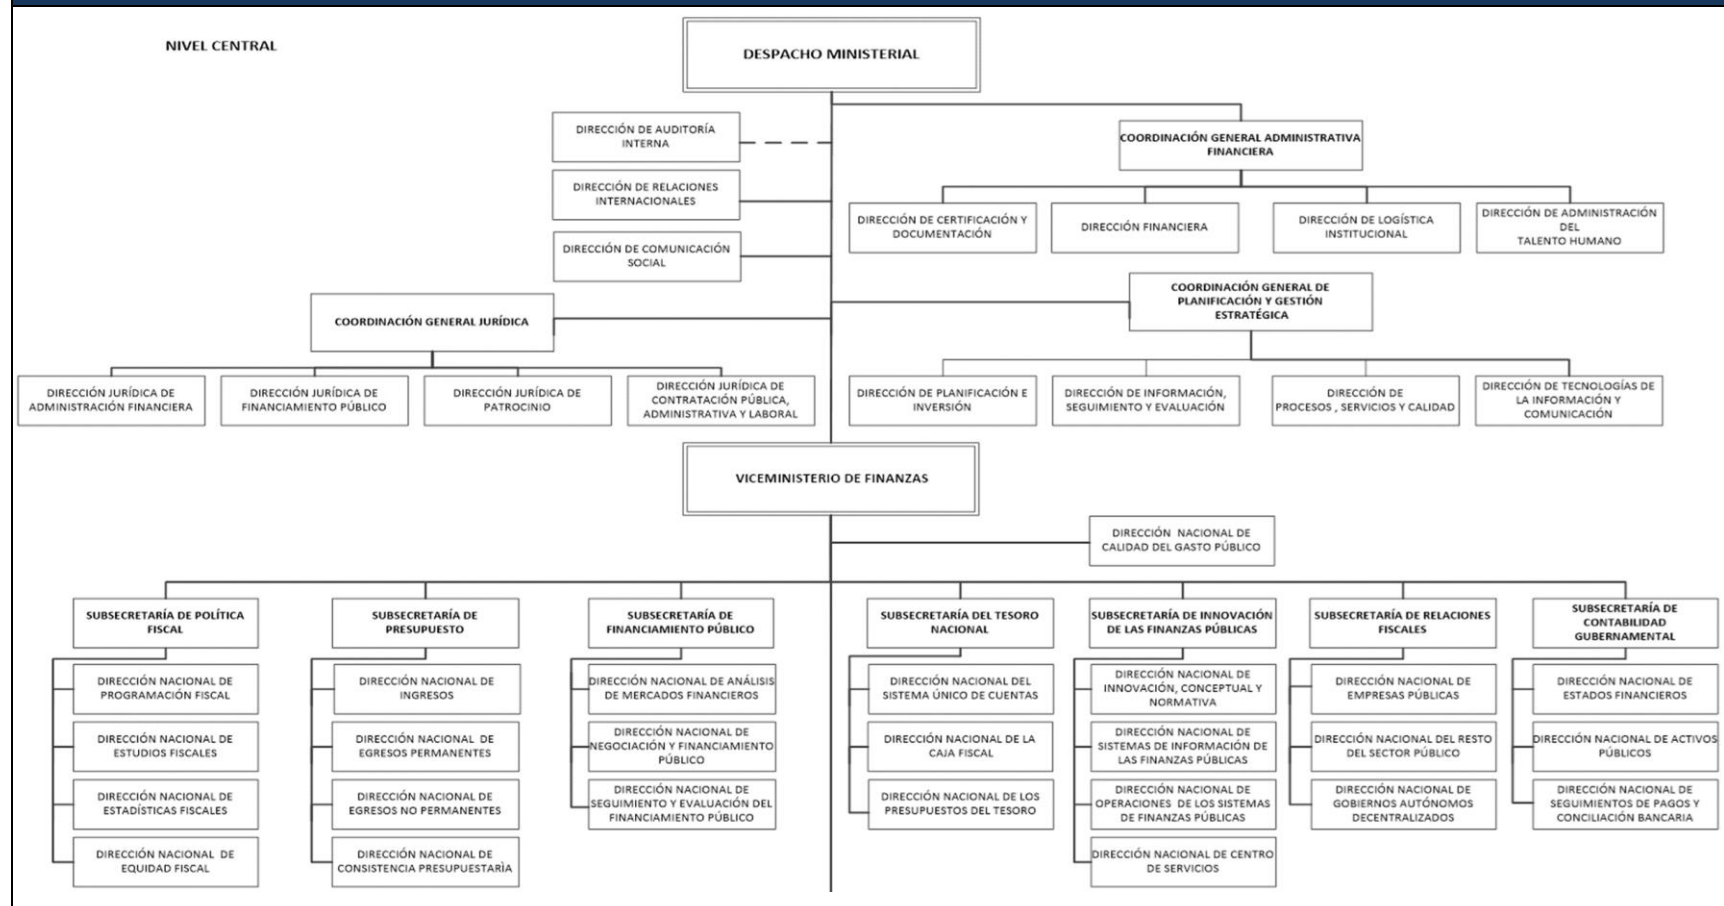 NIVEL CENTRAL
DESPACHO MINISTERIAL
DIRECCIÓN DE AUDITORÍA
INTERNA
DIRECCIÓN DE RELACIONES
INTERNACIONALES
DIRECCIÓN DE COMUNICACIÓN
SOCIAL
COORDINACIÓN GENERAL ADMINISTRATIVA
FINANCIERA
DIRECCIÓN DE CERTIFICACIÓN Y
DOCUMENTACIÓN
DIRECCIÓN FINANCIERA
DIRECCIÓN DE LOGÍSTICA
INSTITUCIONAL
DIRECCIÓN DE ADMINISTRACIÓN
DEL
TALENTO HUMANO
COORDINACIÓN GENERAL JURÍDICA
DIRECCIÓN JURÍDICA DE
ADMINISTRACIÓN FINANCIERA
DIRECCIÓN JURÍDICA DE
FINANCIAMIENTO PÚBLICO
DIRECCIÓN JURÍDICA DE
PATROCINIO
DIRECCIÓN JURÍDICA DE
CONTRATACIÓN PÚBLICA,
ADMINISTRATIVA Y LABORAL
COORDINACIÓN GENERAL DE
PLANIFICACIÓN Y GESTIÓN
ESTRATÉGICA
DIRECCIÓN DE PLANIFICACIÓN E
INVERSIÓN
DIRECCIÓN DE INFORMACIÓN,
SEGUIMIENTO Y EVALUACIÓN
DIRECCIÓN DE
PROCESOS , SERVICIOS Y CALIDAD
DIRECCIÓN DE TECNOLOGÍAS DE
LA INFORMACIÓN Y
COMUNICACIÓN
VICEMINISTERIO DE FINANZAS
DIRECCIÓN NACIONAL DE
CALIDAD DEL GASTO PÚBLICO
SUBSECRETARÍA DE POLÍTICA
FISCAL
DIRECCIÓN NACIONAL DE
PROGRAMACIÓN FISCAL
DIRECCIÓN NACIONAL DE
ESTUDIOS FISCALES
DIRECCIÓN NACIONAL DE
ESTADÍSTICAS FISCALES
DIRECCIÓN NACIONAL DE
EQUIDAD FISCAL
SUBSECRETARÍA DE
PRESUPUESTO
DIRECCIÓN NACIONAL DE
INGRESOS
DIRECCIÓN NACIONAL DE
EGRESOS PERMANENTES
DIRECCIÓN NACIONAL DE
EGRESOS NO PERMANENTES
DIRECCIÓN NACIONAL DE
CONSISTENCIA PRESUPUESTARÌA
SUBSECRETARÍA DE
FINANCIAMIENTO PÚBLICO
DIRECCIÓN NACIONAL DE ANÁLISIS
DE MERCADOS FINANCIEROS
DIRECCIÓN NACIONAL DE
NEGOCIACIÓN Y FINANCIAMIENTO
PÚBLICO
DIRECCIÓN NACIONAL DE
SEGUIMIENTO Y EVALUACIÓN DEL
FINANCIAMIENTO PÚBLICO
SUBSECRETARÍA DEL TESORO
NACIONAL
DIRECCIÓN NACIONAL DEL
SISTEMA ÚNICO DE CUENTAS
DIRECCIÓN NACIONAL DE LA
CAJA FISCAL
DIRECCIÓN NACIONAL DE LOS
PRESUPUESTOS DEL TESORO
SUBSECRETARÍA DE INNOVACIÓN
DE LAS FINANZAS PÚBLICAS
DIRECCIÓN NACIONAL DE
INNOVACIÓN, CONCEPTUAL Y
NORMATIVA
DIRECCIÓN NACIONAL DE
SISTEMAS DE INFORMACIÓN DE
LAS FINANZAS PÚBLICAS
DIRECCIÓN NACIONAL DE
OPERACIONES DE LOS SISTEMAS
DE FINANZAS PÚBLICAS
DIRECCIÓN NACIONAL DE CENTRO
DE SERVICIOS
SUBSECRETARÍA DE RELACIONES
FISCALES
DIRECCIÓN NACIONAL DE
EMPRESAS PÚBLICAS
DIRECCIÓN NACIONAL DEL RESTO
DEL SECTOR PÚBLICO
DIRECCIÓN NACIONAL DE
GOBIERNOS AUTÓNOMOS
DECENTRALIZADOS
SUBSECRETARÍA DE
CONTABILIDAD
GUBERNAMENTAL
DIRECCIÓN NACIONAL DE
ESTADOS FINANCIEROS
DIRECCIÓN NACIONAL DE ACTIVOS
PÚBLICOS
DIRECCIÓN NACIONAL DE
SEGUIMIENTOS DE PAGOS Y
CONCILIACIÓN BANCARIA